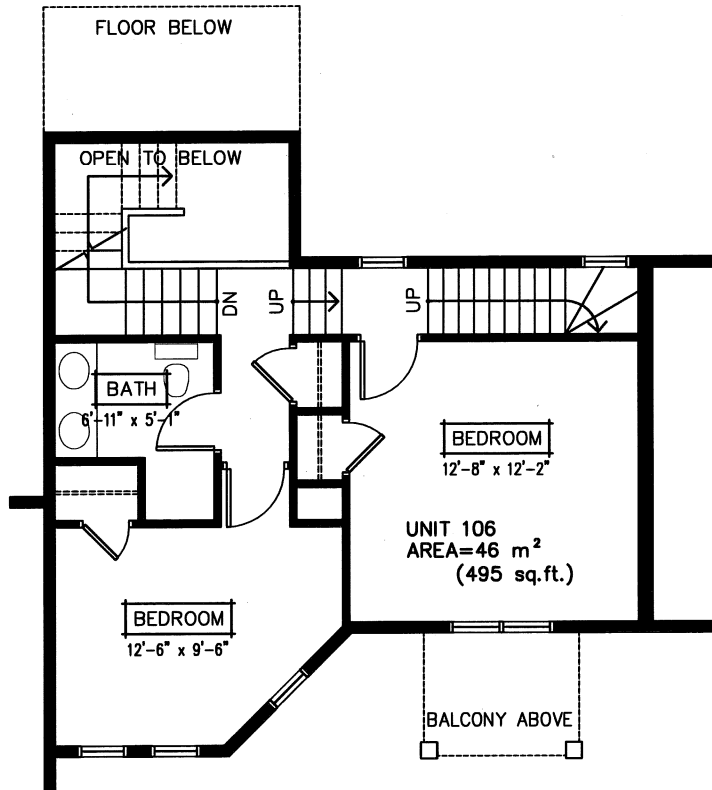 FLOOR BELOW
OPEN TO BELOW
DN
UP
UP
BATH
6'-11" x 5'-1"
BEDROOM
12'-8" x 12'-2"
UNIT 106
AREA=46 m²
(495 sq.ft.)
BEDROOM
12'-6" x 9'-6"
BALCONY ABOVE